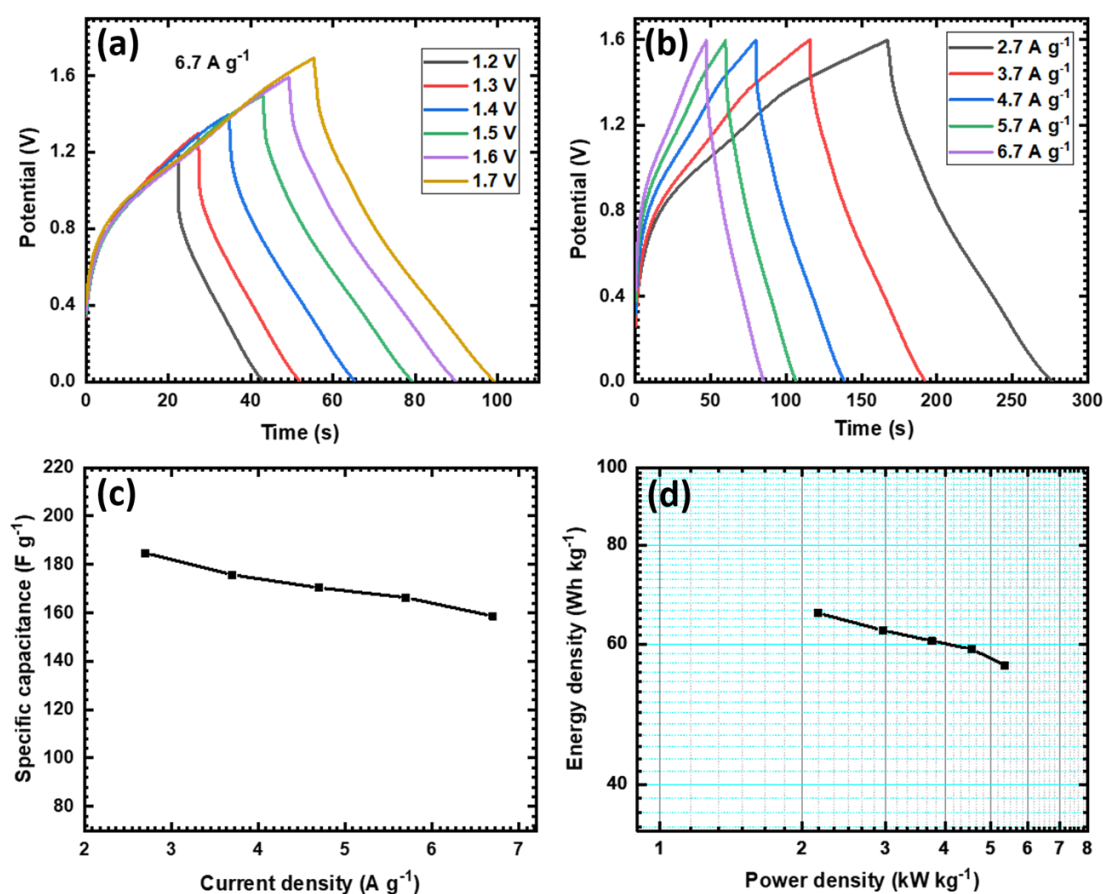 (a)
6.7 A g-1
1.2 V
1.3 V
1.4 V
1.5 V
1.6 V
1.7 V
Potential (V)
1.6
1.2
0.8
0.4
0.0
0 20 40 60 80 100
Time (s)
(b)
2.7 A g-1
3.7 A g-1
4.7 A g-1
5.7 A g-1
6.7 A g-1
Potential (V)
1.6
1.2
0.8
0.4
0.0
0 50 100 150 200 250 300
Time (s)
(c)
Specific capacitance (F g-1)
220
200
180
160
140
120
100
80
2 3 4 5 6 7
Current density (A g-1)
(d)
Energy density (Wh kg-1)
100
80
60
40
1 2 3 4 5 6 7 8
Power density (kW kg-1)